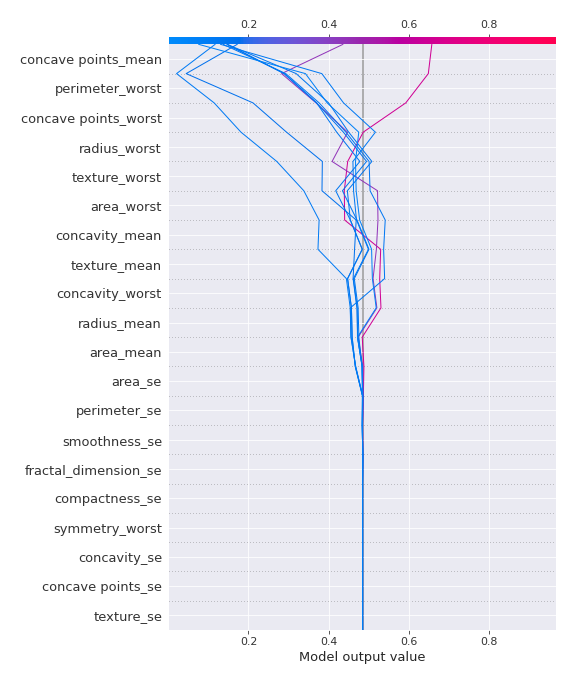 0.2 0.4 0.6 0.8
concave points_mean
perimeter_worst
concave points_worst
radius_worst
texture_worst
area_worst
concavity_mean
texture_mean
concavity_worst
radius_mean
area_mean
area_se
perimeter_se
smoothness_se
fractal_dimension_se
compactness_se
symmetry_worst
concavity_se
concave points_se
texture_se
0.2 0.4 0.6 0.8
Model output value